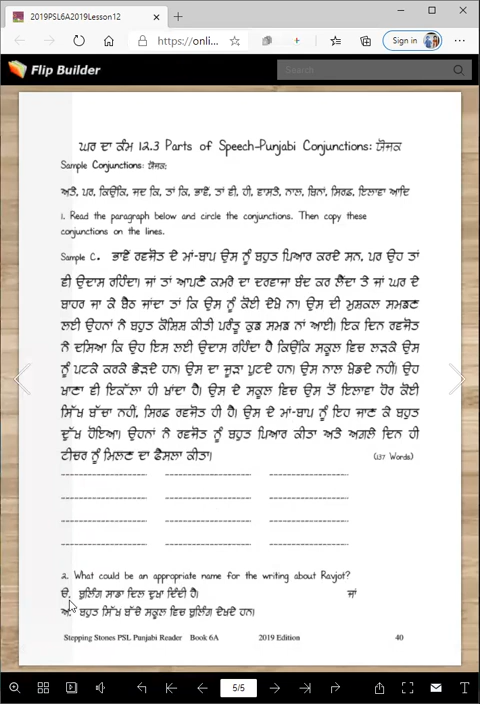 2019PSL6A2019Lesson12
https://onli...
Sign in
Flip Builder
Search
ਘਰ ਦਾ ਕੰਮ 12.3 Parts of Speech-Punjabi Conjunctions: ਯੋਜਕ
Sample Conjunctions: ਯੋਜਕ:
ਅਤੇ, ਪਰ, ਕਿਉਂਕਿ, ਜਦ ਕਿ, ਤਾਂ ਕਿ, ਭਾਵੇਂ, ਤਾਂ ਵੀ, ਹੀ, ਵਾਸਤੇ, ਨਾਲ, ਬਿਨਾਂ, ਸਿਰਫ਼, ਇਲਾਵਾ ਆਦਿ
1. Read the paragraph below and circle the conjunctions. Then copy these
conjunctions on the lines.
Sample C. ਭਾਵੇਂ ਰਵਜੋਤ ਦੇ ਮਾਂ-ਬਾਪ ਉਸ ਨੂੰ ਬਹੁਤ ਪਿਆਰ ਕਰਦੇ ਸਨ, ਪਰ ਉਹ ਤਾਂ
ਵੀ ਉਦਾਸ ਰਹਿੰਦਾ। ਜਾਂ ਤਾਂ ਆਪਣੇ ਕਮਰੇ ਦਾ ਦਰਵਾਜਾ ਬੰਦ ਕਰ ਲੈਂਦਾ ਤੇ ਜਾਂ ਘਰ ਦੇ
ਬਾਹਰ ਜਾ ਕੇ ਬੈਠ ਜਾਂਦਾ ਤਾਂ ਕਿ ਉਸ ਨੂੰ ਕੋਈ ਦੇਖੇ ਨਾ। ਉਸ ਦੀ ਮੁਸ਼ਕਲ ਸਮਝਣ
ਲਈ ਉਹਨਾਂ ਨੇ ਬਹੁਤ ਕੋਸ਼ਿਸ਼ ਕੀਤੀ ਪਰੰਤੂ ਕੁਝ ਸਮਝ ਨਾਂ ਆਈ। ਇਕ ਦਿਨ ਰਵਜੋਤ
ਨੇ ਦਸਿਆ ਕਿ ਉਹ ਇਸ ਲਈ ਉਦਾਸ ਰਹਿੰਦਾ ਹੈ ਕਿਉਂਕਿ ਸਕੂਲ ਵਿਚ ਲੜਕੇ ਉਸ
ਨੂੰ ਪਟਕੇ ਕਰਕੇ ਛੇੜਦੇ ਹਨ। ਉਸ ਦਾ ਜੂੜਾ ਪੁਟਦੇ ਹਨ। ਉਸ ਨਾਲ ਖੇਡਦੇ ਨਹੀਂ। ਉਹ
ਖਾਣਾ ਵੀ ਇਕੱਲਾ ਹੀ ਖਾਂਦਾ ਹੈ। ਉਸ ਦੇ ਸਕੂਲ ਵਿਚ ਉਸ ਤੋਂ ਇਲਾਵਾ ਹੋਰ ਕੋਈ
ਸਿੱਖ ਬੱਚਾ ਨਹੀਂ, ਸਿਰਫ਼ ਰਵਜੋਤ ਹੀ ਹੈ। ਉਸ ਦੇ ਮਾਂ-ਬਾਪ ਨੂੰ ਇਹ ਜਾਣ ਕੇ ਬਹੁਤ
ਦੁੱਖ ਹੋਇਆ। ਉਹਨਾਂ ਨੇ ਰਵਜੋਤ ਨੂੰ ਬਹੁਤ ਪਿਆਰ ਕੀਤਾ ਅਤੇ ਅਗਲੇ ਦਿਨ ਹੀ
ਟੀਚਰ ਨੂੰ ਮਿਲਣ ਦਾ ਫੈਸਲਾ ਕੀਤਾ। (137 Words)
2. What could be an appropriate name for the writing about Ravjot?
ੳ. ਬੁਲਿੰਗ ਸਾਡਾ ਦਿਲ ਦੁਖਾ ਦਿੰਦੀ ਹੈ। ਜਾਂ
ਅ. ਬਹੁਤ ਸਿੱਖ ਬੱਚੇ ਸਕੂਲ ਵਿਚ ਬੁਲਿੰਗ ਦੇਖਦੇ ਹਨ।
Stepping Stones PSL Punjabi Reader Book 6A 2019 Edition 40
5/5